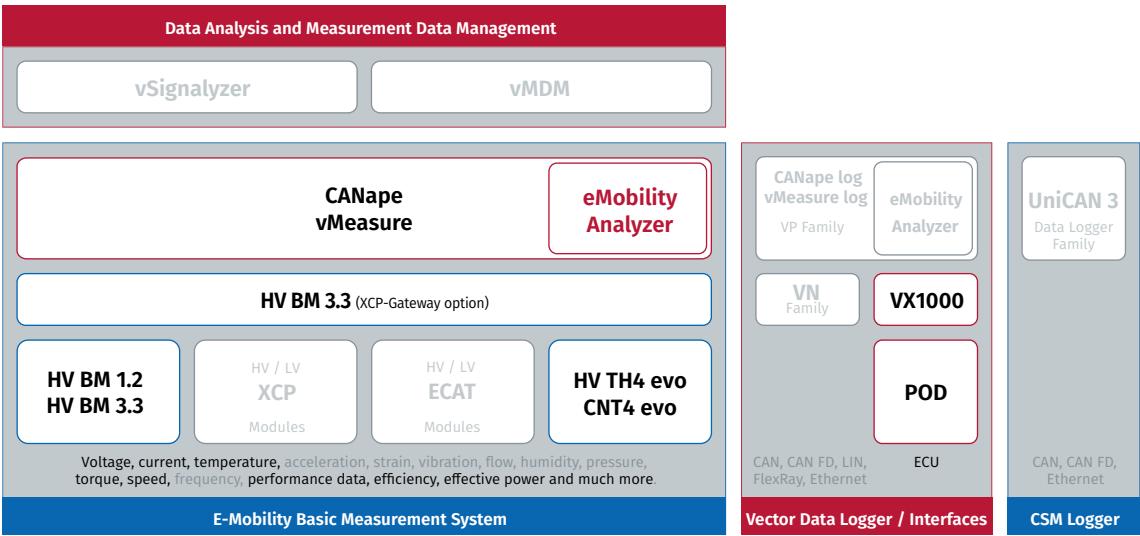 Data Analysis and Measurement Data Management
vSignalyzer
vMDM
CANape
vMeasure
eMobility
Analyzer
HV BM 3.3 (XCP-Gateway option)
HV BM 1.2
HV BM 3.3
HV / LV
XCP
Modules
HV / LV
ECAT
Modules
HV TH4 evo
CNT4 evo
Voltage, current, temperature, acceleration, strain, vibration, flow, humidity, pressure,
torque, speed, frequency, performance data, efficiency, effective power and much more.
E-Mobility Basic Measurement System
CANape log
vMeasure log
VP Family
eMobility
Analyzer
VN
Family
VX1000
POD
CAN, CAN FD, LIN,
FlexRay, Ethernet
ECU
Vector Data Logger / Interfaces
UniCAN 3
Data Logger
Family
CAN, CAN FD,
Ethernet
CSM Logger